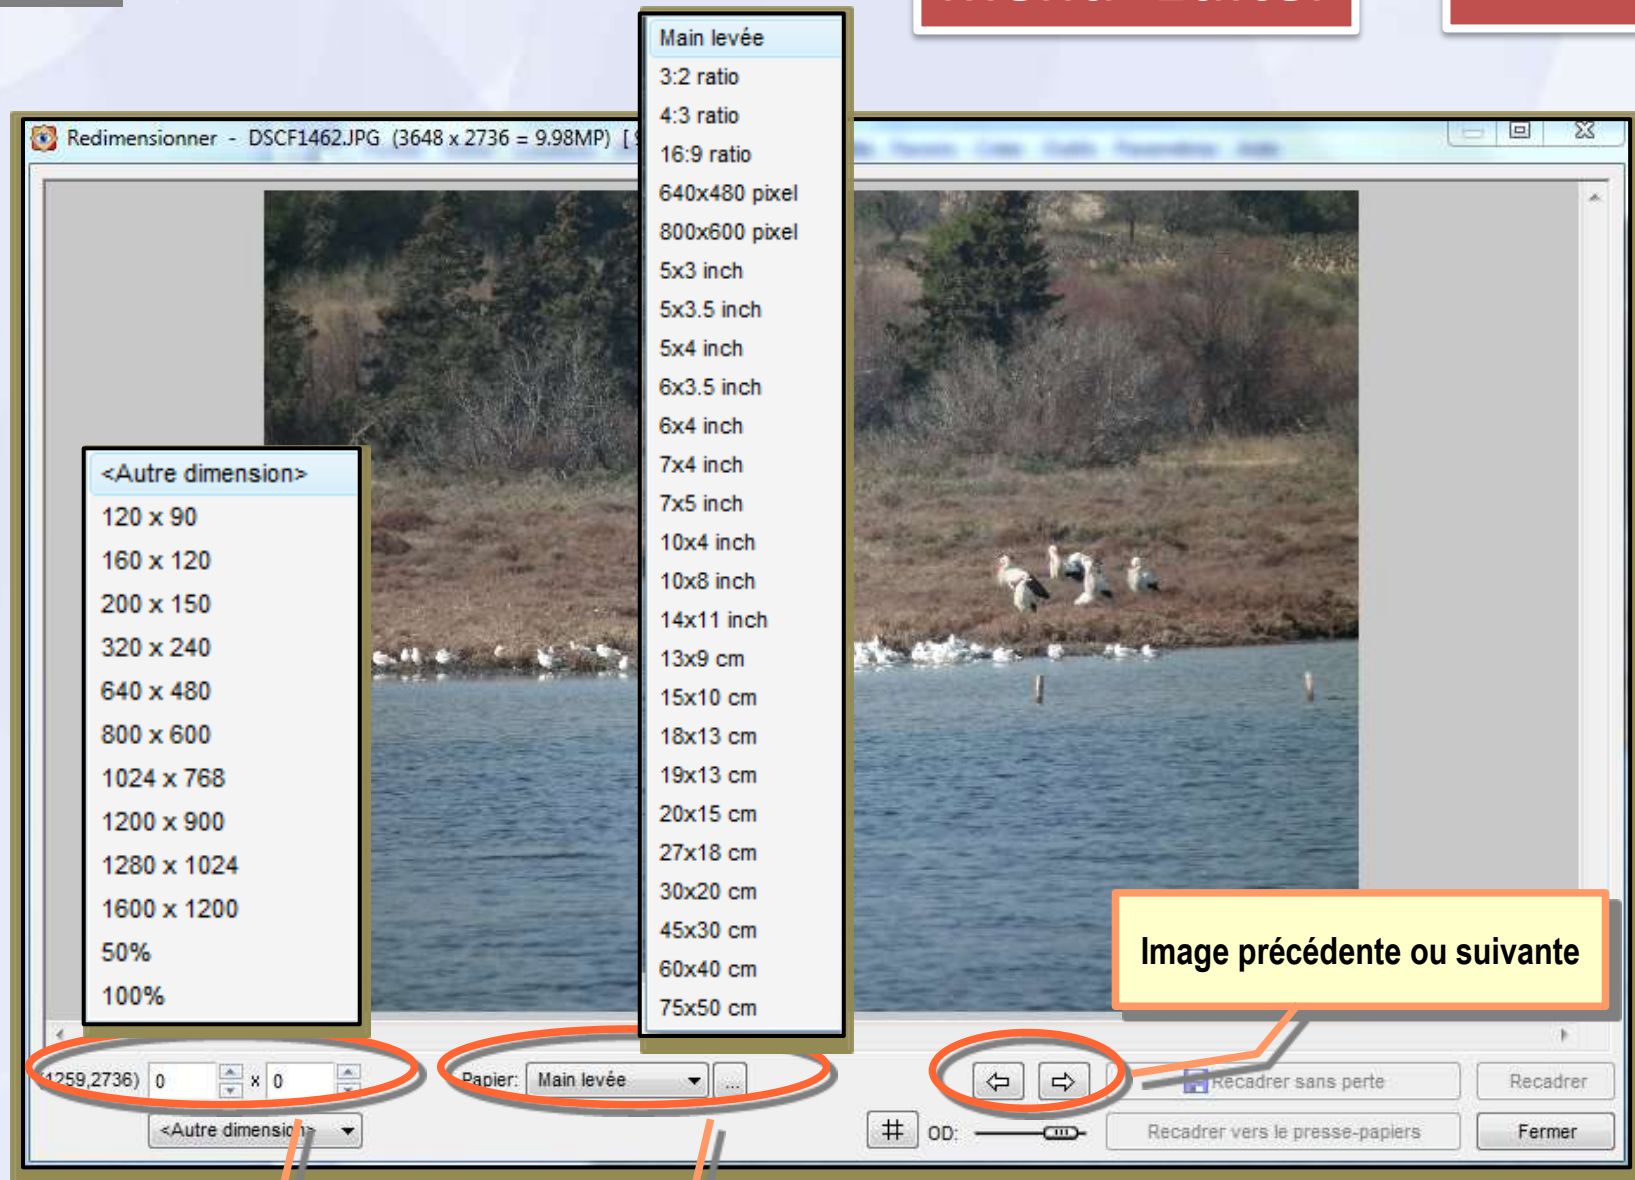 Redimensionner - DSCF1462.JPG (3648 x 2736 = 9.98MP) [
Main levée
3:2 ratio
4:3 ratio
16:9 ratio
640x480 pixel
800x600 pixel
5x3 inch
5x3.5 inch
5x4 inch
6x3.5 inch
6x4 inch
7x4 inch
7x5 inch
10x4 inch
10x8 inch
14x11 inch
13x9 cm
15x10 cm
18x13 cm
19x13 cm
20x15 cm
27x18 cm
30x20 cm
45x30 cm
60x40 cm
75x50 cm
<Autre dimension>
120 x 90
160 x 120
200 x 150
320 x 240
640 x 480
800 x 600
1024 x 768
1200 x 900
1280 x 1024
1600 x 1200
50%
100%
Image précédente ou suivante
1259,2736) 0 x 0 Papier: Main levée ... Recadrer sans perte Recadrer
<Autre dimension> OD: Recadrer vers le presse-papiers Fermer